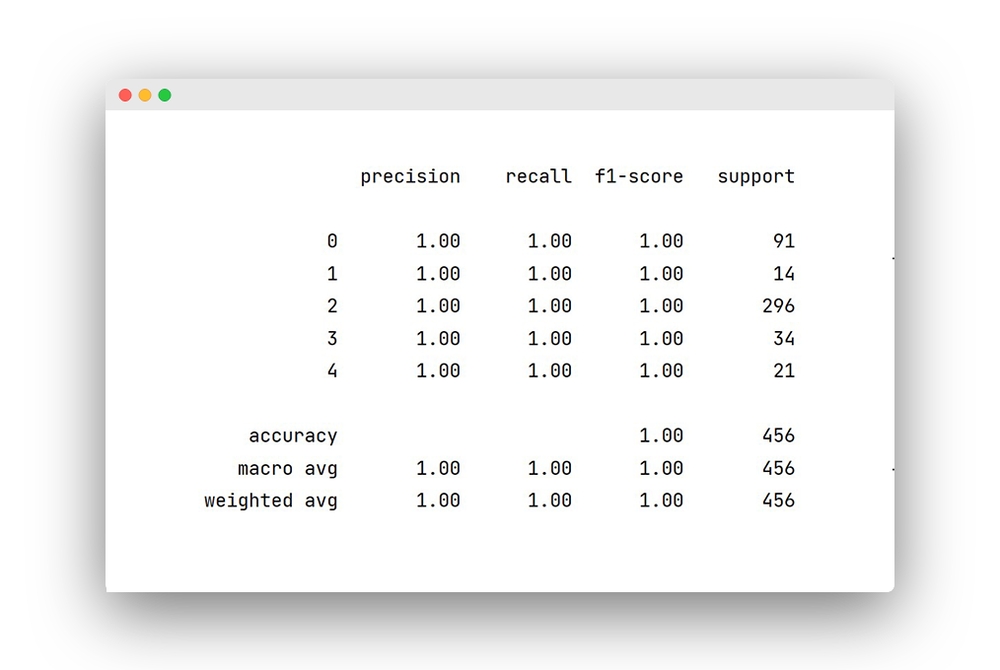 precision recall f1-score support
0 1.00 1.00 1.00 91
1 1.00 1.00 1.00 14
2 1.00 1.00 1.00 296
3 1.00 1.00 1.00 34
4 1.00 1.00 1.00 21
accuracy 1.00 456
macro avg 1.00 1.00 1.00 456
weighted avg 1.00 1.00 1.00 456